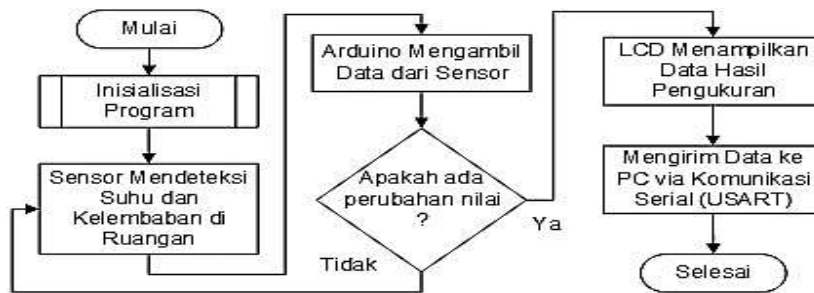 Mulai
Inisialisasi
Program
Sensor Mendeteksi
Suhu dan
Kelembaban di
Ruangan
Arduino Mengambil
Data dari Sensor
Apakah ada
perubahan nilai
?
Tidak
Ya
LCD Menampilkan
Data Hasil
Pengukuran
Mengirim Data ke
PC via Komunikasi
Serial (USART)
Selesai